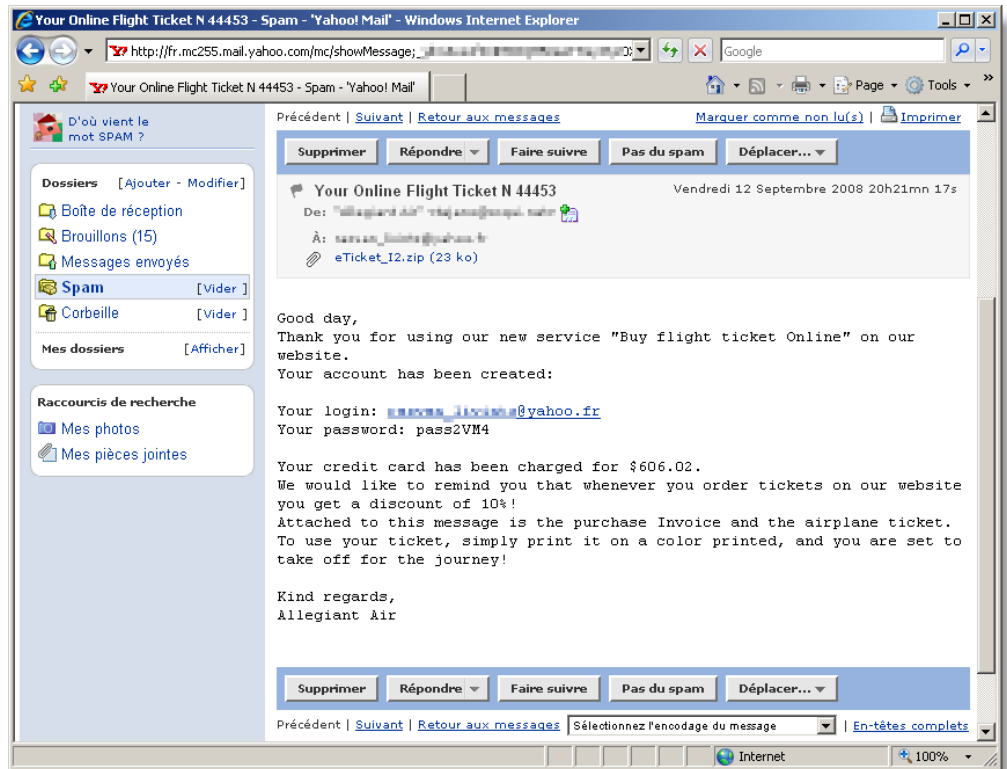 Your Online Flight Ticket N 44453 - Spam - 'Yahoo! Mail' - Windows Internet Explorer
http://fr.mc255.mail.yahoo.com/mc/showMessage;_
Google
Your Online Flight Ticket N 44453 - Spam - 'Yahoo! Mail'
Page
Tools
D'où vient le
mot SPAM ?
Dossiers [Ajouter - Modifier]
Boîte de réception
Brouillons (15)
Messages envoyés
Spam [Vider ]
Corbeille [Vider ]
Mes dossiers [Afficher]
Raccourcis de recherche
Mes photos
Mes pièces jointes
Précédent | Suivant | Retour aux messages Marquer comme non lu(s) | Imprimer
Supprimer Répondre Faire suivre Pas du spam Déplacer...
Your Online Flight Ticket N 44453 Vendredi 12 Septembre 2008 20h21mn 17s
De:
À:
eTicket_I2.zip (23 ko)
Good day,
Thank you for using our new service "Buy flight ticket Online" on our
website.
Your account has been created:
Your login: @yahoo.fr
Your password: pass2VM4
Your credit card has been charged for $606.02.
We would like to remind you that whenever you order tickets on our website
you get a discount of 10%!
Attached to this message is the purchase Invoice and the airplane ticket.
To use your ticket, simply print it on a color printed, and you are set to
take off for the journey!
Kind regards,
Allegiant Air
Supprimer Répondre Faire suivre Pas du spam Déplacer...
Précédent | Suivant | Retour aux messages Sélectionnez l'encodage du message | En-têtes complets
Internet 100%